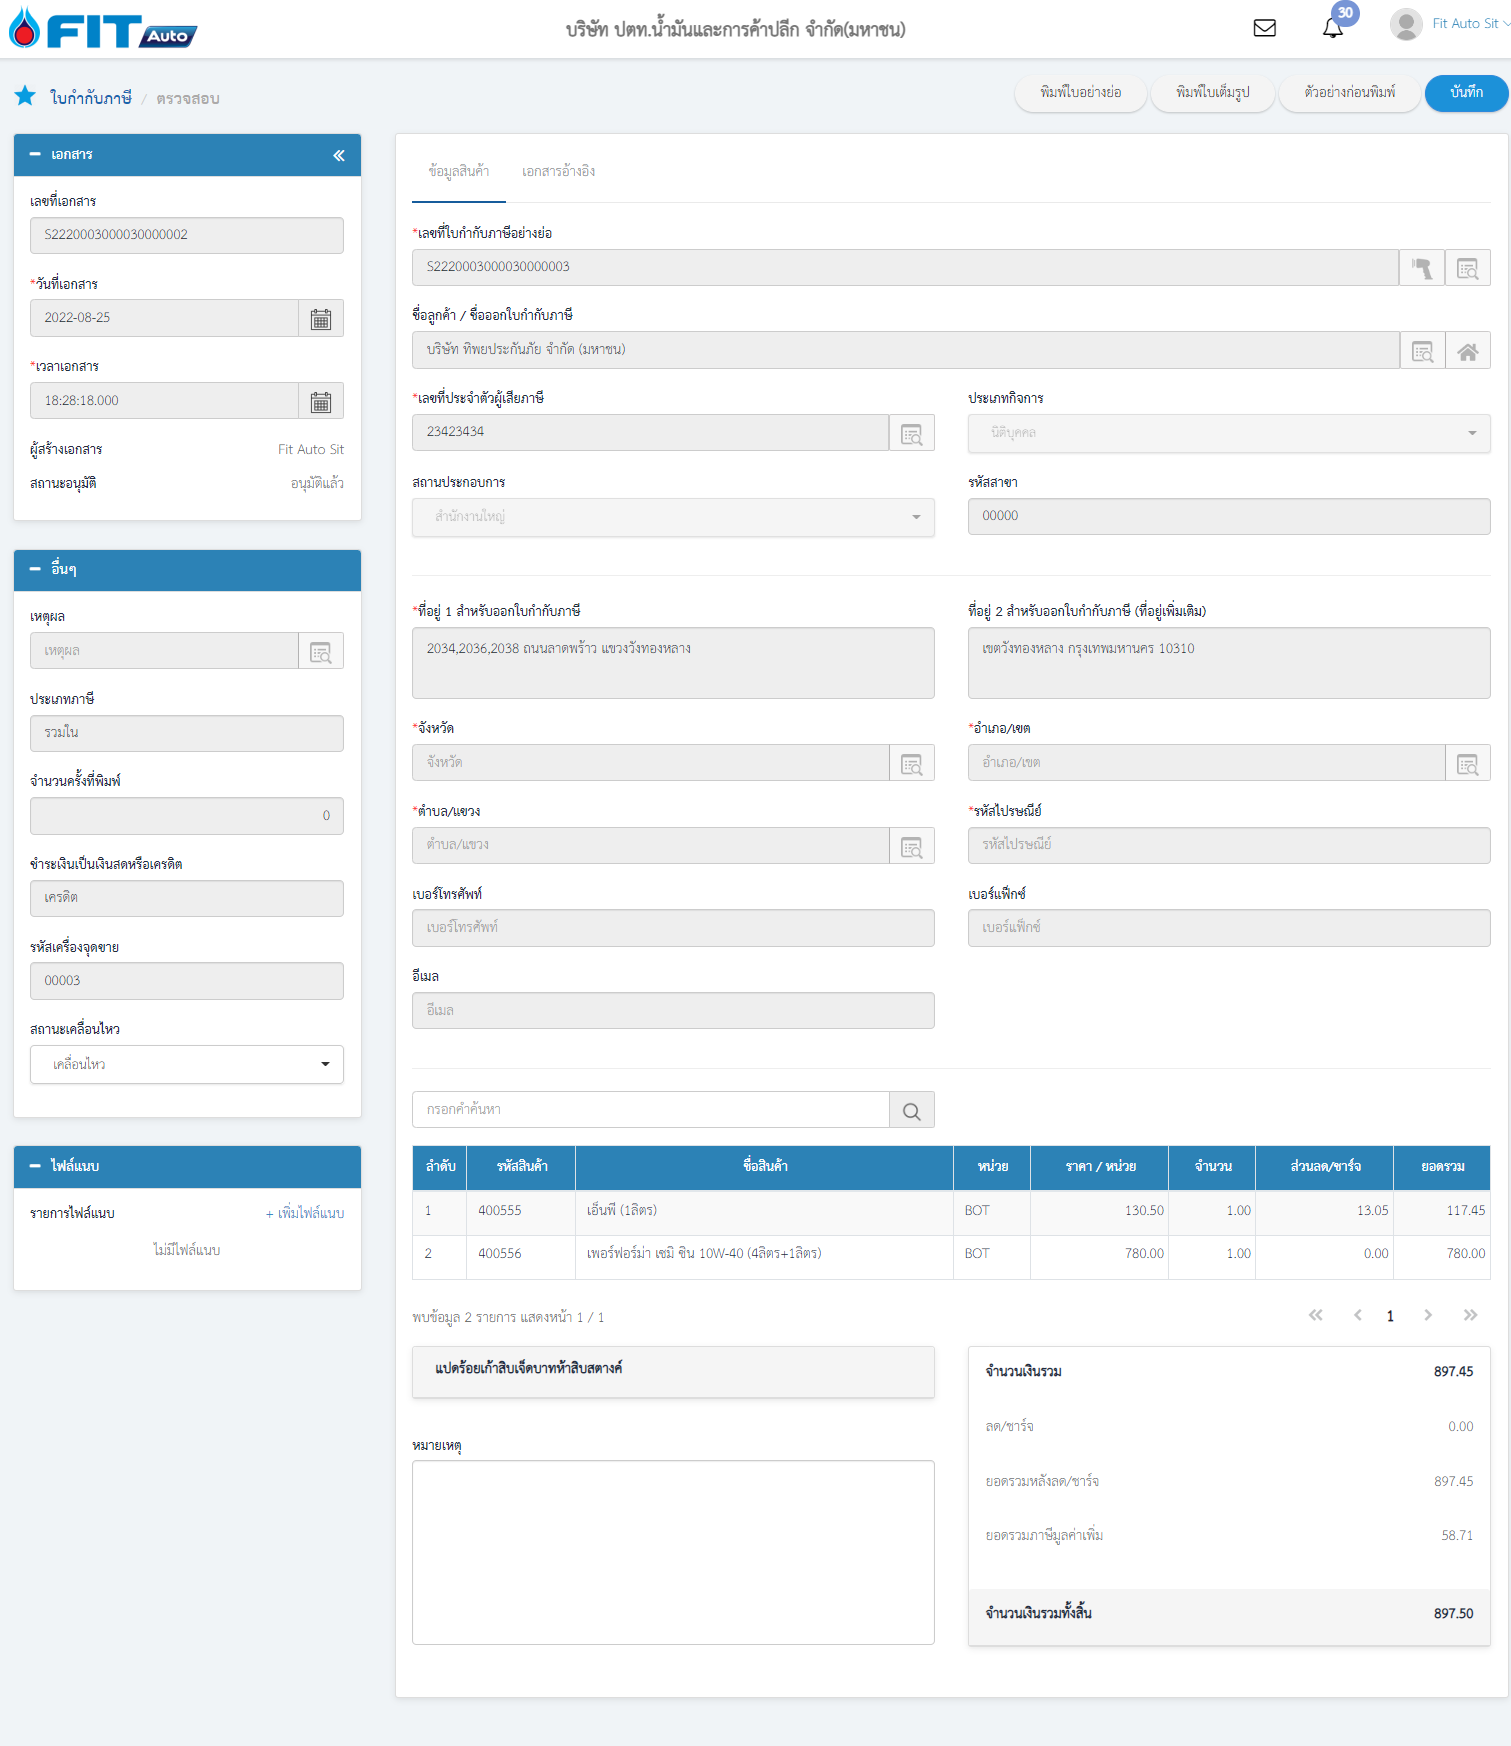 FIT Auto
บริษัท ปตท.น้ำมันและการค้าปลีก จำกัด(มหาชน)
30
Fit Auto Sit
ใบกำกับภาษี / ตรวจสอบ
พิมพ์ใบอย่างย่อ
พิมพ์ใบเต็มรูป
ตัวอย่างก่อนพิมพ์
บันทึก
เอกสาร
เลขที่เอกสาร
S2220003000030000002
*วันที่เอกสาร
2022-08-25
*เวลาเอกสาร
18:28:18.000
ผู้สร้างเอกสาร Fit Auto Sit
สถานะอนุมัติ อนุมัติแล้ว
อื่นๆ
เหตุผล
เหตุผล
ประเภทภาษี
รวมใน
จำนวนครั้งที่พิมพ์
0
ชำระเงินเป็นเงินสดหรือเครดิต
เครดิต
รหัสเครื่องจุดขาย
00003
สถานะเคลื่อนไหว
เคลื่อนไหว
ไฟล์แนบ
รายการไฟล์แนบ + เพิ่มไฟล์แนบ
ไม่มีไฟล์แนบ
ข้อมูลสินค้า เอกสารอ้างอิง
*เลขที่ใบกำกับภาษีอย่างย่อ
S2220003000030000003
ชื่อลูกค้า / ชื่อออกใบกำกับภาษี
บริษัท ทิพยประกันภัย จำกัด (มหาชน)
*เลขที่ประจำตัวผู้เสียภาษี ประเภทกิจการ
23423434 นิติบุคคล
สถานประกอบการ รหัสสาขา
สำนักงานใหญ่ 00000
*ที่อยู่ 1 สำหรับออกใบกำกับภาษี ที่อยู่ 2 สำหรับออกใบกำกับภาษี (ที่อยู่เพิ่มเติม)
2034,2036,2038 ถนนลาดพร้าว แขวงวังทองหลาง เขตวังทองหลาง กรุงเทพมหานคร 10310
*จังหวัด *อำเภอ/เขต
จังหวัด อำเภอ/เขต
*ตำบล/แขวง *รหัสไปรษณีย์
ตำบล/แขวง รหัสไปรษณีย์
เบอร์โทรศัพท์ เบอร์แฟ็กซ์
เบอร์โทรศัพท์ เบอร์แฟ็กซ์
อีเมล
อีเมล
กรอกคำค้นหา
ลำดับ รหัสสินค้า ชื่อสินค้า หน่วย ราคา / หน่วย จำนวน ส่วนลด/ชาร์จ ยอดรวม
1 400555 เอ็นพี (1ลิตร) BOT 130.50 1.00 13.05 117.45
2 400556 เพอร์ฟอร์ม่า เซมิ ซิน 10W-40 (4ลิตร+1ลิตร) BOT 780.00 1.00 0.00 780.00
พบข้อมูล 2 รายการ แสดงหน้า 1 / 1
1
แปดร้อยเก้าสิบเจ็ดบาทห้าสิบสตางค์
หมายเหตุ
จำนวนเงินรวม 897.45
ลด/ชาร์จ 0.00
ยอดรวมหลังลด/ชาร์จ 897.45
ยอดรวมภาษีมูลค่าเพิ่ม 58.71
จำนวนเงินรวมทั้งสิ้น 897.50